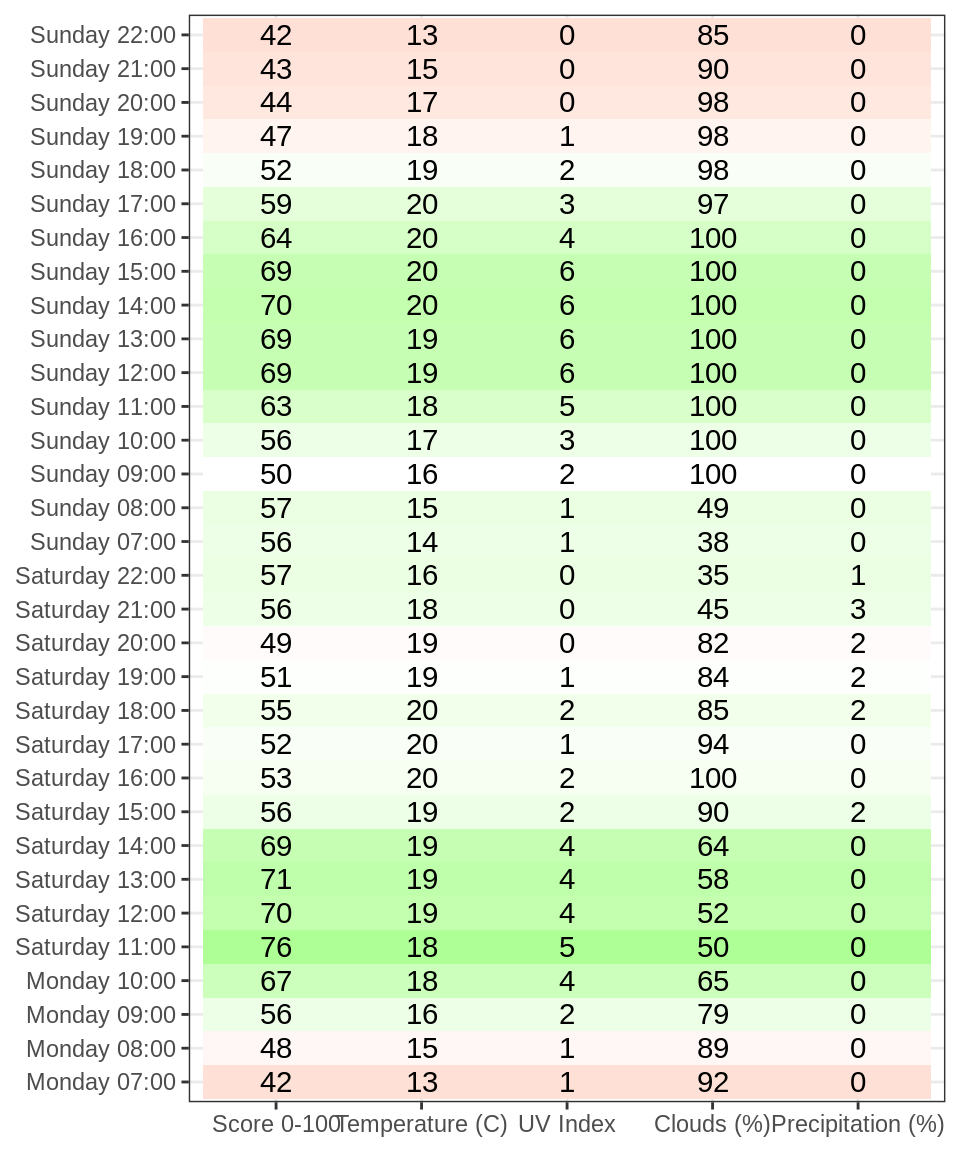 Sunday 22:00 42 13 0 85 0
Sunday 21:00 43 15 0 90 0
Sunday 20:00 44 17 0 98 0
Sunday 19:00 47 18 1 98 0
Sunday 18:00 52 19 2 98 0
Sunday 17:00 59 20 3 97 0
Sunday 16:00 64 20 4 100 0
Sunday 15:00 69 20 6 100 0
Sunday 14:00 70 20 6 100 0
Sunday 13:00 69 19 6 100 0
Sunday 12:00 69 19 6 100 0
Sunday 11:00 63 18 5 100 0
Sunday 10:00 56 17 3 100 0
Sunday 09:00 50 16 2 100 0
Sunday 08:00 57 15 1 49 0
Sunday 07:00 56 14 1 38 0
Saturday 22:00 57 16 0 35 1
Saturday 21:00 56 18 0 45 3
Saturday 20:00 49 19 0 82 2
Saturday 19:00 51 19 1 84 2
Saturday 18:00 55 20 2 85 2
Saturday 17:00 52 20 1 94 0
Saturday 16:00 53 20 2 100 0
Saturday 15:00 56 19 2 90 2
Saturday 14:00 69 19 4 64 0
Saturday 13:00 71 19 4 58 0
Saturday 12:00 70 19 4 52 0
Saturday 11:00 76 18 5 50 0
Monday 10:00 67 18 4 65 0
Monday 09:00 56 16 2 79 0
Monday 08:00 48 15 1 89 0
Monday 07:00 42 13 1 92 0
Score 0-100 Temperature (C) UV Index Clouds (%) Precipitation (%)